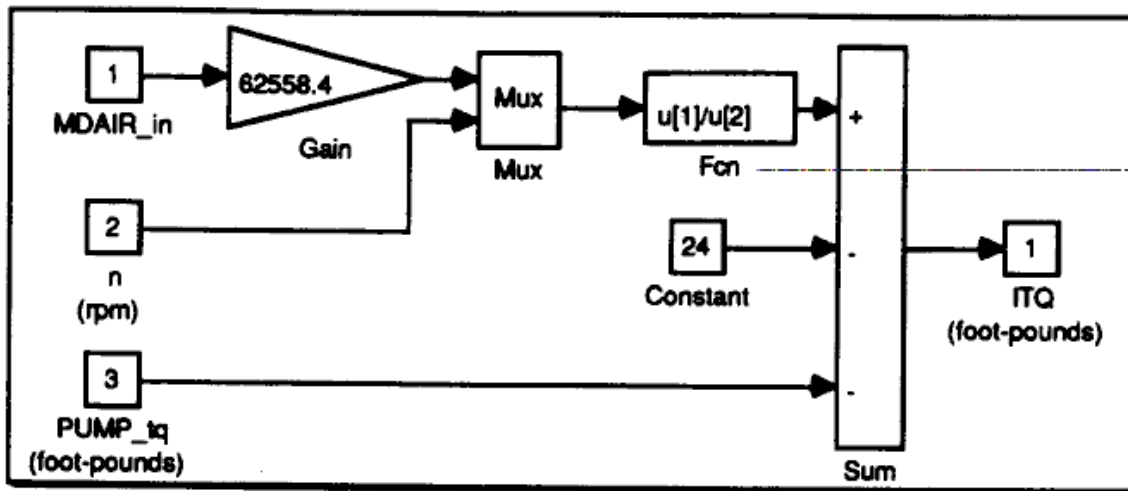 1
MDAIR_in
62558.4
Gain
Mux
Mux
u[1]/u[2]
Fcn
+
2
n
(rpm)
24
Constant
-
1
ITQ
(foot-pounds)
3
PUMP_tq
(foot-pounds)
-
Sum